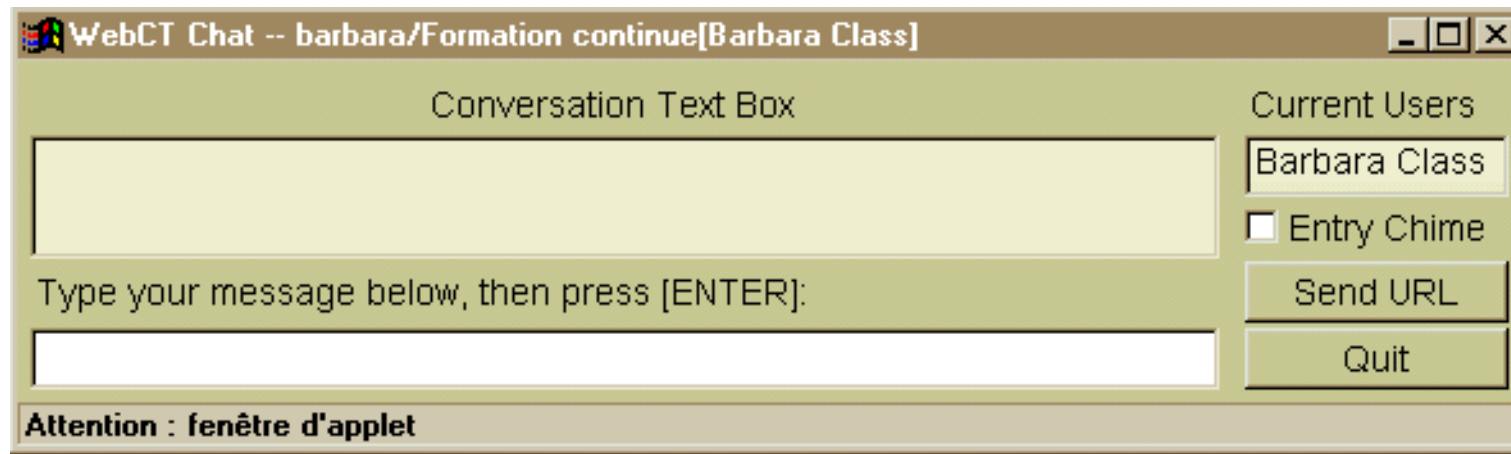 WebCT Chat -- barbara/Formation continue[Barbara Class]
Conversation Text Box
Current Users
Barbara Class
Entry Chime
Type your message below, then press [ENTER]:
Send URL
Quit
Attention : fenêtre d'applet